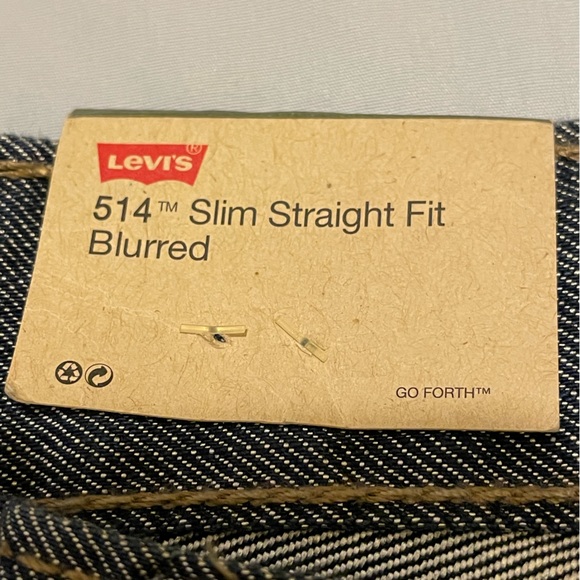 LEVI'S®
514™ Slim Straight Fit
Blurred
GO FORTH™